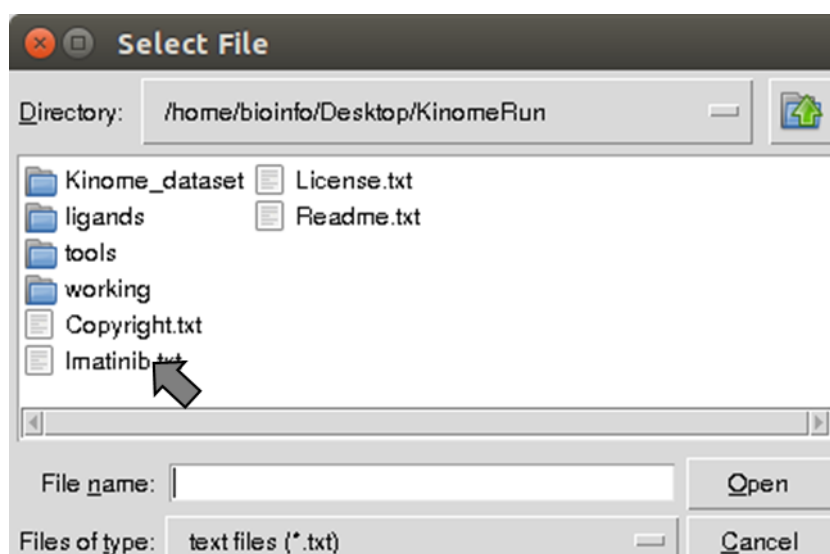 Select File
Directory: /home/bioinfo/Desktop/KinomeRun
Kinome_dataset License.txt
ligands Readme.txt
tools
working
Copyright.txt
Imatinib.txt
File name: Open
Files of type: text files (*.txt) Cancel